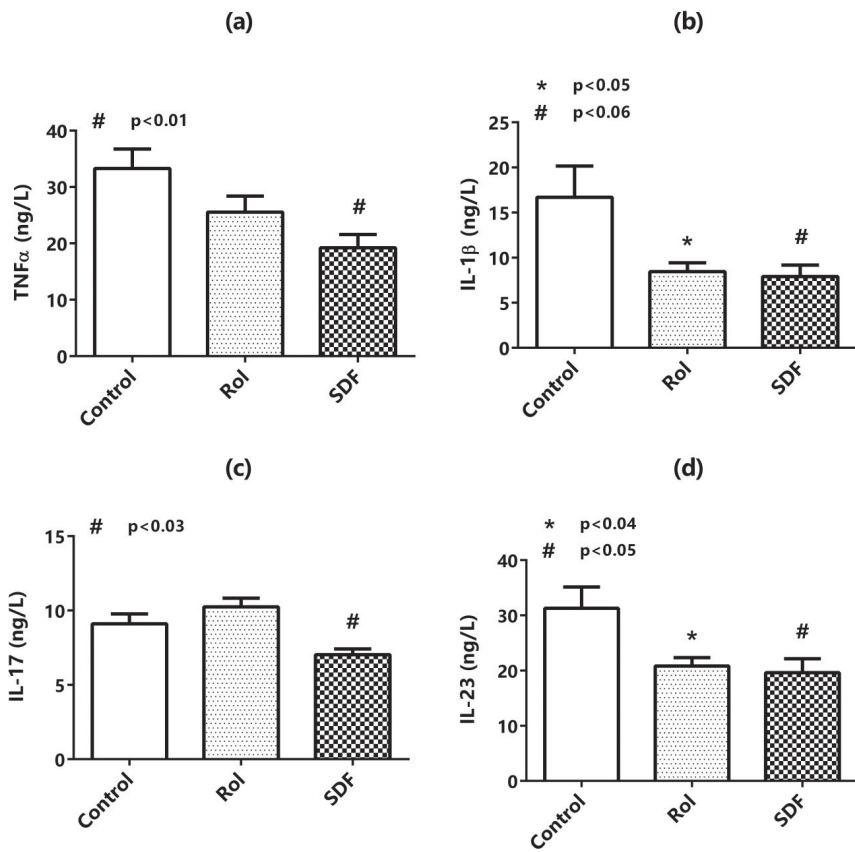 (a)
# p<0.01
TNFα (ng/L)
40
30
20
10
0
#
Control
Rol
SDF
(b)
* p<0.05
# p<0.06
IL-1β (ng/L)
25
20
15
10
5
0
*
#
Control
Rol
SDF
(c)
# p<0.03
IL-17 (ng/L)
15
10
5
0
#
Control
Rol
SDF
(d)
* p<0.04
# p<0.05
IL-23 (ng/L)
40
30
20
10
0
*
#
Control
Rol
SDF